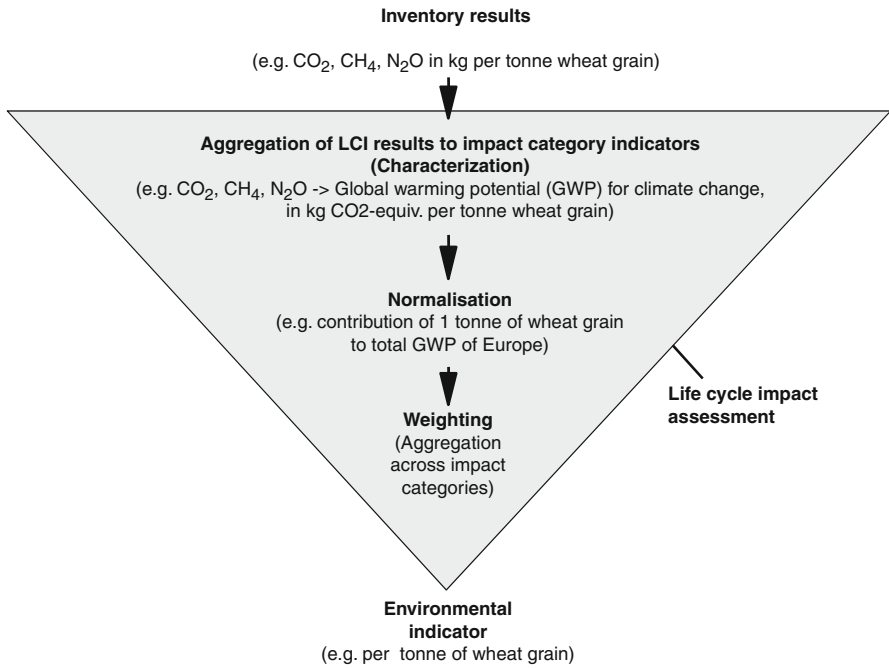 Inventory results
(e.g. CO₂, CH₄, N₂O in kg per tonne wheat grain)
Aggregation of LCI results to impact category indicators
(Characterization)
(e.g. CO₂, CH₄, N₂O -> Global warming potential (GWP) for climate change,
in kg CO2-equiv. per tonne wheat grain)
Normalisation
(e.g. contribution of 1 tonne of wheat grain
to total GWP of Europe)
Life cycle impact
assessment
Weighting
(Aggregation
across impact
categories)
Environmental
indicator
(e.g. per tonne of wheat grain)